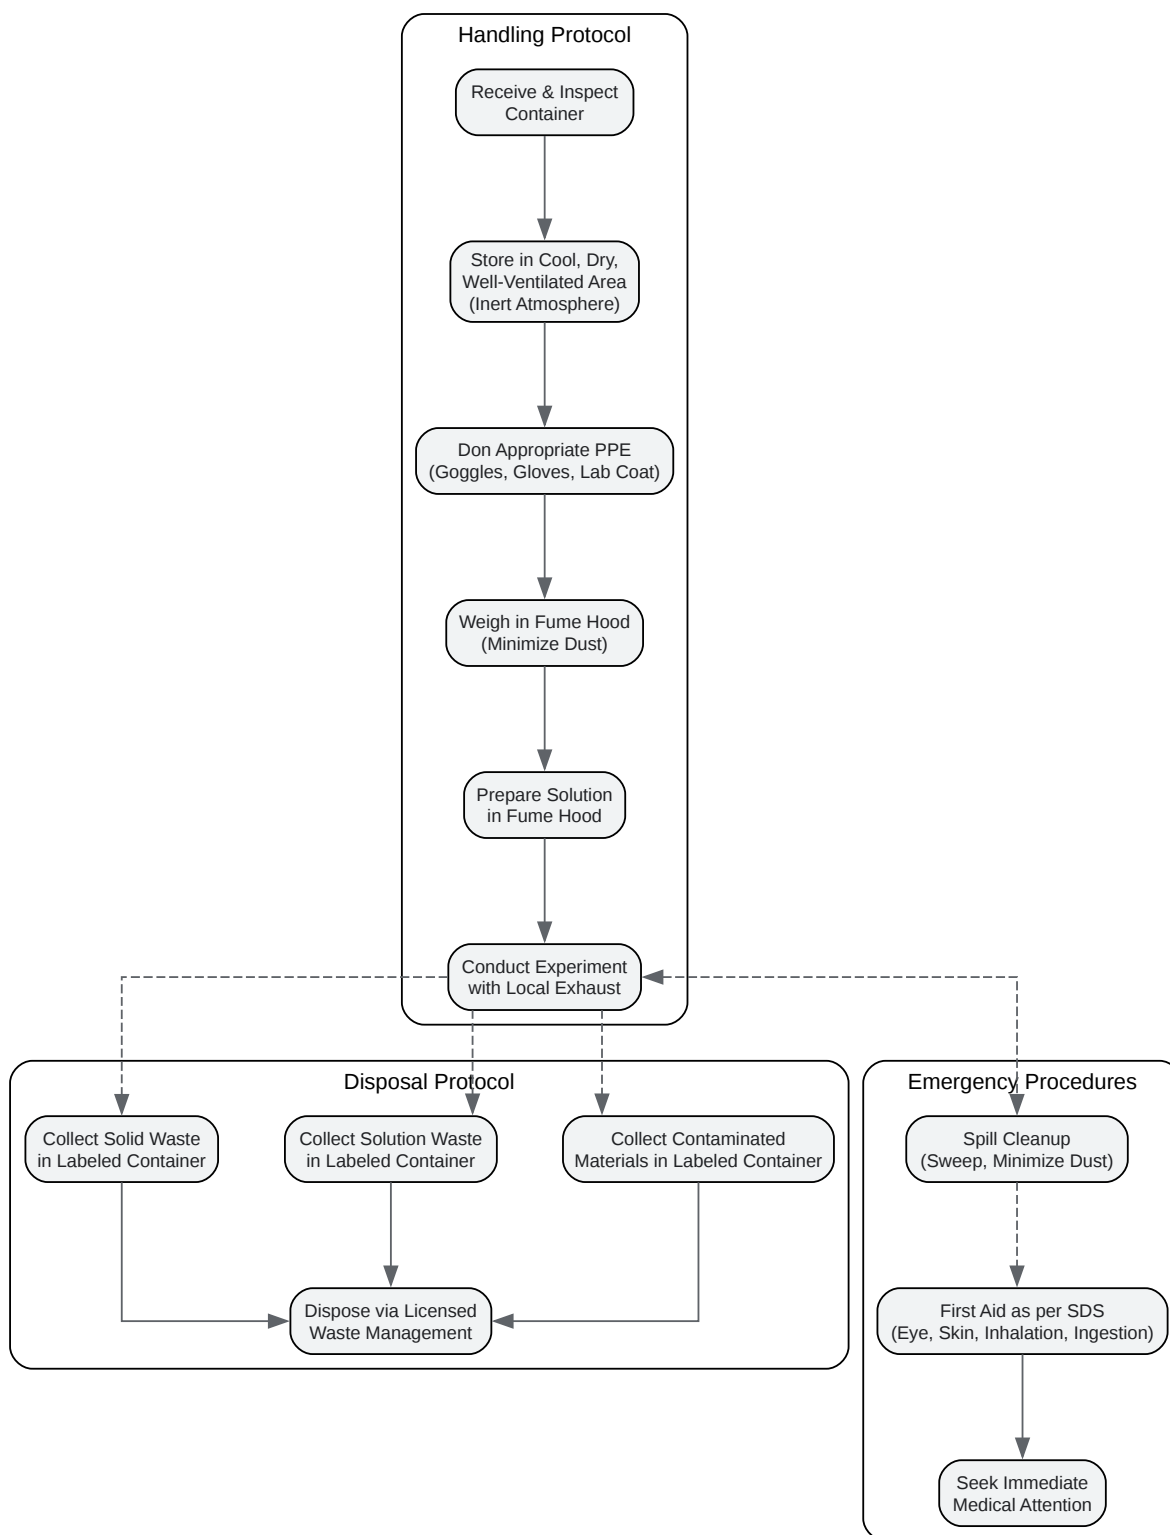 Handling Protocol
Receive & Inspect
Container
Store in Cool, Dry,
Well-Ventilated Area
(Inert Atmosphere)
Don Appropriate PPE
(Goggles, Gloves, Lab Coat)
Weigh in Fume Hood
(Minimize Dust)
Prepare Solution
in Fume Hood
Conduct Experiment
with Local Exhaust
Disposal Protocol
Collect Solid Waste
in Labeled Container
Collect Solution Waste
in Labeled Container
Collect Contaminated
Materials in Labeled Container
Dispose via Licensed
Waste Management
Emergency Procedures
Spill Cleanup
(Sweep, Minimize Dust)
First Aid as per SDS
(Eye, Skin, Inhalation, Ingestion)
Seek Immediate
Medical Attention